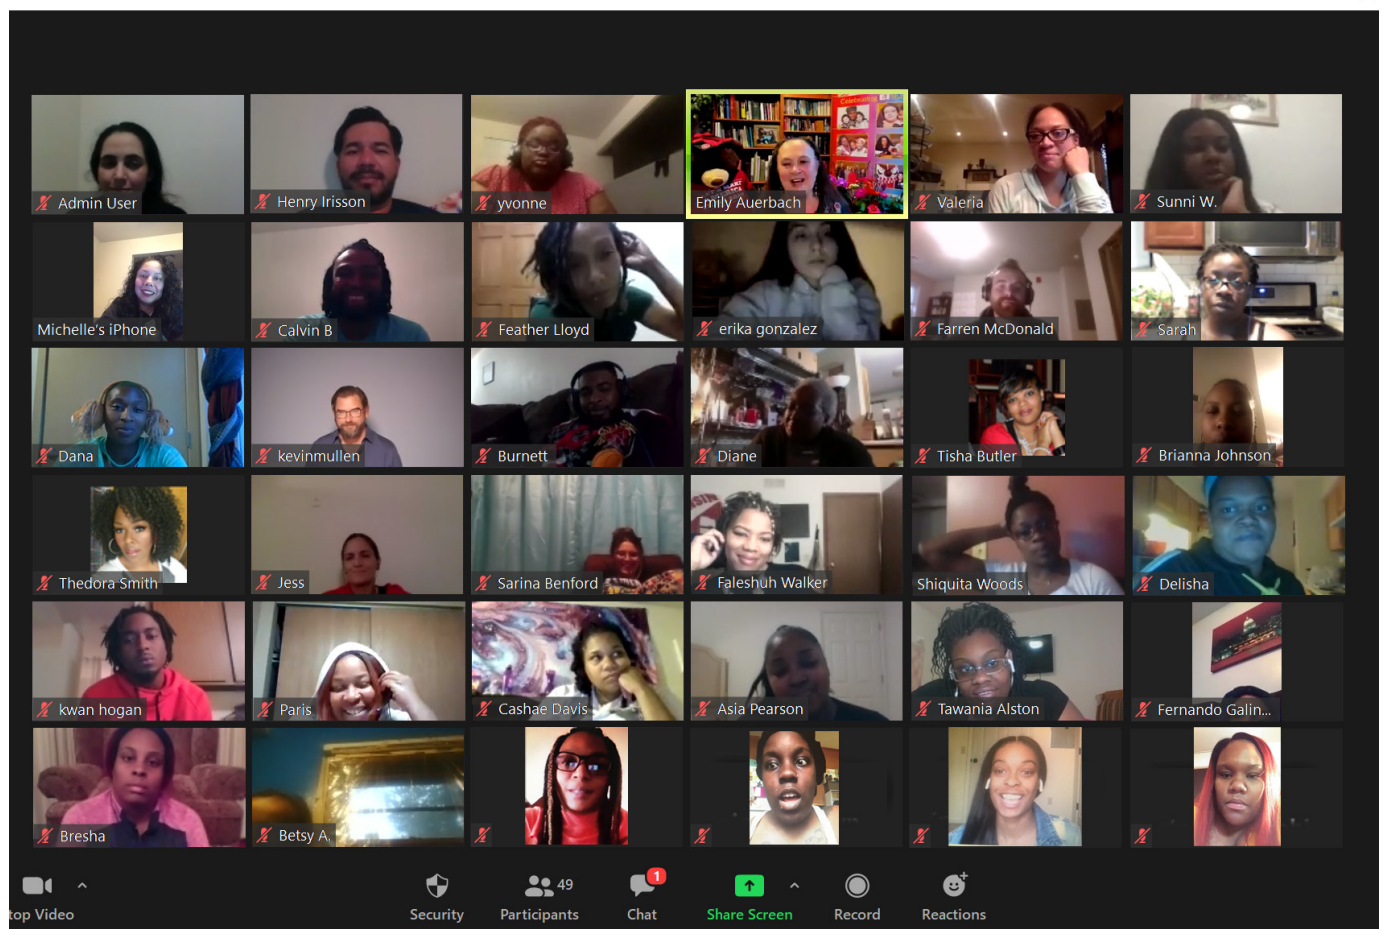 Celebrating
Admin User
Henry Irisson
yvonne
Emily Auerbach
Valeria
Sunni W.
Michelle's iPhone
Calvin B
Feather Lloyd
erika gonzalez
Farren McDonald
Sarah
Dana
kevinmullen
Burnett
Diane
Tisha Butler
Brianna Johnson
Thedora Smith
Jess
Sarina Benford
Faleshuh Walker
Shiquita Woods
Delisha
kwan hogan
Paris
Cashae Davis
Asia Pearson
Tawania Alston
Fernando Galin...
Bresha
Betsy A.
top Video
Security
Participants
49
Chat
1
Share Screen
Record
Reactions